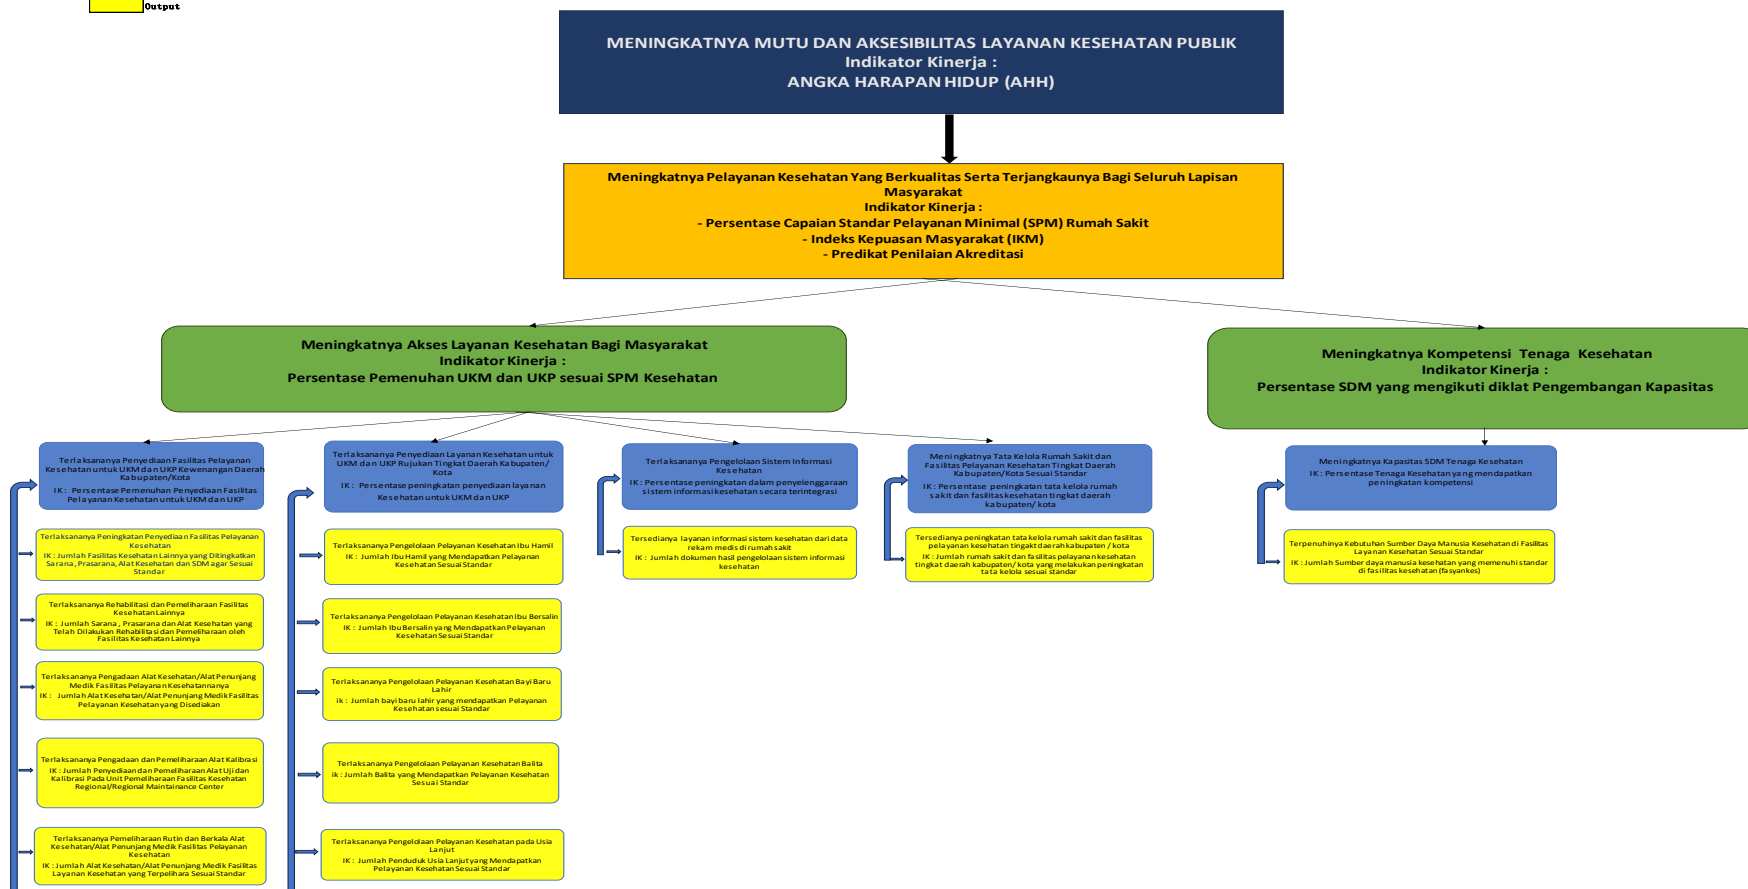 Output
MENINGKATNYA MUTU DAN AKSESIBILITAS LAYANAN KESEHATAN PUBLIK
Indikator Kinerja :
ANGKA HARAPAN HIDUP (AHH)
Meningkatnya Pelayanan Kesehatan Yang Berkualitas Serta Terjangkaunya Bagi Seluruh Lapisan
Masyarakat
Indikator Kinerja :
- Persentase Capaian Standar Pelayanan Minimal (SPM) Rumah Sakit
- Indeks Kepuasan Masyarakat (IKM)
- Predikat Penilaian Akreditasi
Meningkatnya Akses Layanan Kesehatan Bagi Masyarakat
Indikator Kinerja :
Persentase Pemenuhan UKM dan UKP sesuai SPM Kesehatan
Meningkatnya Kompetensi Tenaga Kesehatan
Indikator Kinerja :
Persentase SDM yang mengikuti diklat Pengembangan Kapasitas
Terlaksananya Penyediaan Fasilitas Pelayanan
Kesehatan untuk UKM dan UKP Kewenangan Daerah
Kabupaten/Kota
IK : Persentase Pemenuhan Penyediaan Fasilitas
Pelayanan Kesehatan untuk UKM dan UKP
Terlaksananya Penyediaan Layanan Kesehatan untuk
UKM dan UKP Rujukan Tingkat Daerah Kabupaten/
Kota
IK : Persentase peningkatan penyediaan layanan
Kesehatan untuk UKM dan UKP
Terlaksananya Pengelolaan Sistem Informasi
Kesehatan
IK : Persentase peningkatan dalam penyelenggaraan
sistem informasi kesehatan secara terintegrasi
Meningkatnya Tata Kelola Rumah Sakit dan
Fasilitas Pelayanan Kesehatan Tingkat Daerah
Kabupaten/Kota Sesuai Standar
IK : Persentase peningkatan tata kelola rumah
sakit dan fasilitas kesehatan tingkat daerah
kabupaten/ kota
Meningkatnya Kapasitas SDM Tenaga Kesehatan
IK : Persentase Tenaga Kesehatan yang mendapatkan
peningkatan kompetensi
Terlaksananya Peningkatan Penyediaan Fasilitas Pelayanan
Kesehatan
IK : Jumlah Fasilitas Kesehatan Lainnya yang Ditingkatkan
Sarana, Prasarana, Alat Kesehatan dan SDM agar Sesuai
Standar
Terlaksananya Pengelolaan Pelayanan Kesehatan Ibu Hamil
IK : Jumlah Ibu Hamil yang Mendapatkan Pelayanan
Kesehatan Sesuai Standar
Tersedianya layanan informasi sistem kesehatan dari data
rekam medis di rumah sakit
IK : Jumlah dokumen hasil pengelolaan sistem informasi
kesehatan
Tersedianya peningkatan tata kelola rumah sakit dan fasilitas
pelayanan kesehatan tingakt daerah kabupaten / kota
IK : Jumlah rumah sakit dan fasilitas pelayanan kesehatan
tingkat daerah kabupaten/ kota yang melakukan peningkatan
tata kelola sesuai standar
Terpenuhinya Kebutuhan Sumber Daya Manusia Kesehatan di Fasilitas
Layanan Kesehatan Sesuai Standar
IK : Jumlah Sumber daya manusia kesehatan yang memenuhi standar
di fasilitas kesehatan (fasyankes)
Terlaksananya Rehabilitasi dan Pemeliharaan Fasilitas
Kesehatan Lainnya
IK : Jumlah Sarana , Prasarana dan Alat Kesehatan yang
Telah Dilakukan Rehabilitasi dan Pemeliharaan oleh
Fasilitas Kesehatan Lainnya
Terlaksananya Pengelolaan Pelayanan Kesehatan Ibu Bersalin
IK : Jumlah Ibu Bersalin yang Mendapatkan Pelayanan
Kesehatan Sesuai Standar
Terlaksananya Pengadaan Alat Kesehatan/Alat Penunjang
Medik Fasilitas Pelayanan Kesehatannanya
IK : Jumlah Alat Kesehatan/Alat Penunjang Medik Fasilitas
Pelayanan Kesehatan yang Disediakan
Terlaksananya Pengelolaan Pelayanan Kesehatan Bayi Baru
Lahir
ik : Jumlah bayi baru lahir yang mendapatkan Pelayanan
Kesehatan sesuai Standar
Terlaksananya Pengadaan dan Pemeliharaan Alat Kalibrasi
IK : Jumlah Penyediaan dan Pemeliharaan Alat Uji dan
Kalibrasi Pada Unit Pemeliharaan Fasilitas Kesehatan
Regional/Regional Maintainance Center
Terlaksananya Pengelolaan Pelayanan Kesehatan Balita
ik : Jumlah Balita yang Mendapatkan Pelayanan Kesehatan
Sesuai Standar
Terlaksananya Pemeliharaan Rutin dan Berkala Alat
Kesehatan/Alat Penunjang Medik Fasilitas Pelayanan
Kesehatan
IK : Jumlah Alat Kesehatan/Alat Penunjang Medik Fasilitas
Layanan Kesehatan yang Terpelihara Sesuai Standar
Terlaksananya Pengelolaan Pelayanan Kesehatan pada Usia
Lanjut
IK : Jumlah Penduduk Usia Lanjut yang Mendapatkan
Pelayanan Kesehatan Sesuai Standar